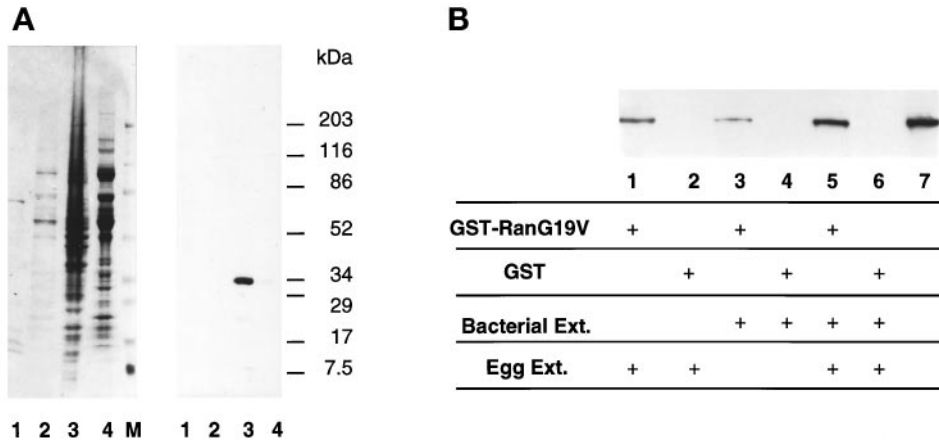 A
kDa
203
116
86
52
34
29
17
7.5
1 2 3 4 M
1 2 3 4
B
1 2 3 4 5 6 7
GST-RanG19V + + +
GST + + +
Bacterial Ext. + + + +
Egg Ext. + + + +